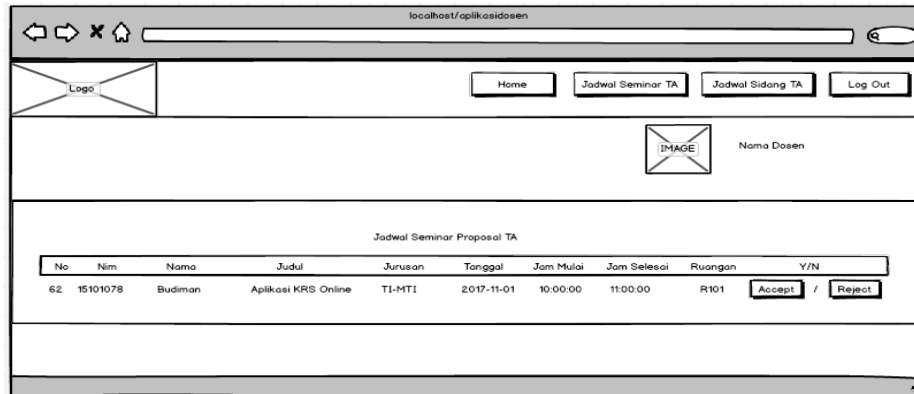 localhost/aplikasidosen
Logo Home Jadwal Seminar TA Jadwal Sidang TA Log Out
IMAGE Nama Dosen
Jadwal Seminar Proposal TA
No Nim Nama Judul Jurusan Tanggal Jam Mulai Jam Selesai Ruangan Y/N
62 15101078 Budiman Aplikasi KRS Online TI-MTI 2017-11-01 10:00:00 11:00:00 R101 Accept / Reject